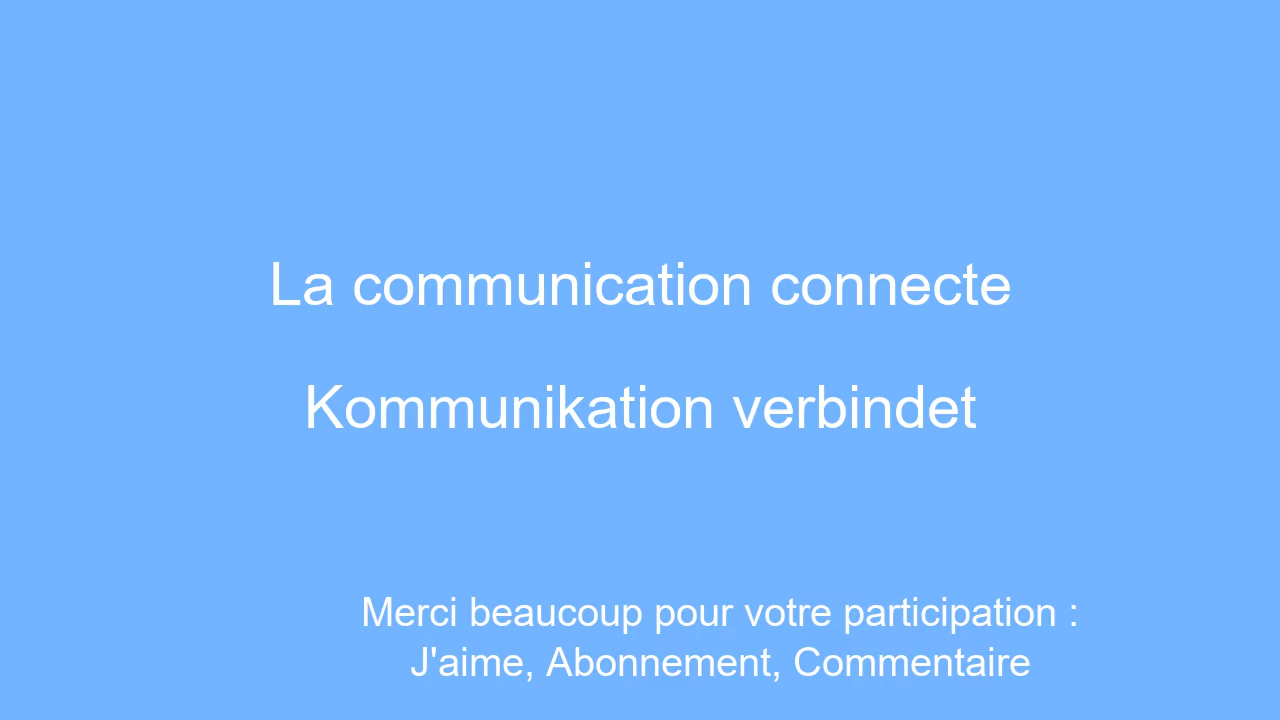 La communication connecte
Kommunikation verbindet
Merci beaucoup pour votre participation :
J'aime, Abonnement, Commentaire